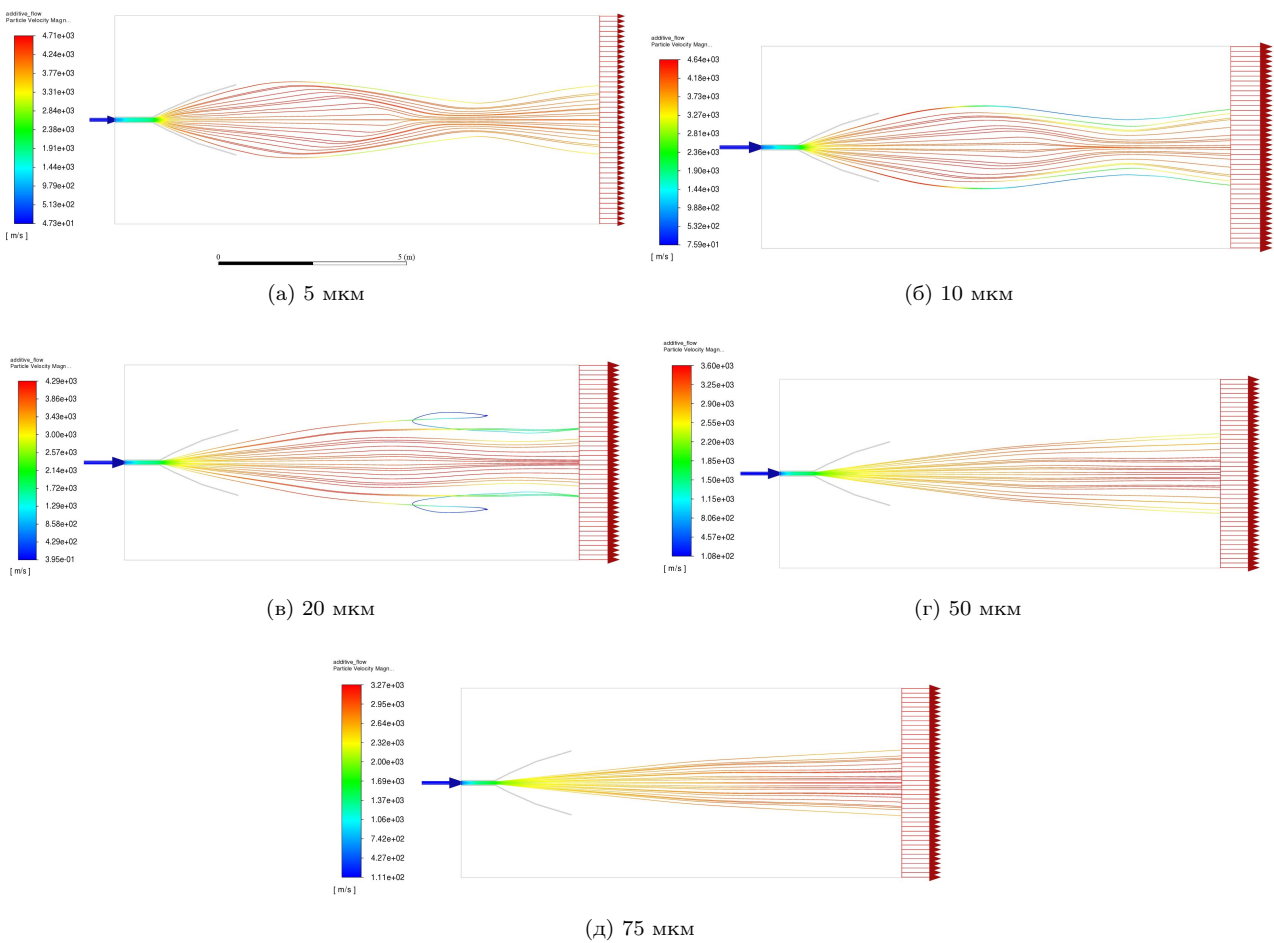 additive_flow
Particle Velocity Magn...
4.71e+03
4.24e+03
3.77e+03
3.31e+03
2.84e+03
2.38e+03
1.91e+03
1.44e+03
9.79e+02
5.13e+02
4.73e+01
[ m/s ]
0 5 (m)
(а) 5 мкм
additive_flow
Particle Velocity Magn...
4.64e+03
4.18e+03
3.73e+03
3.27e+03
2.81e+03
2.36e+03
1.90e+03
1.44e+03
9.88e+02
5.32e+02
7.59e+01
[ m/s ]
(б) 10 мкм
additive_flow
Particle Velocity Magn...
4.29e+03
3.86e+03
3.43e+03
3.00e+03
2.57e+03
2.14e+03
1.72e+03
1.29e+03
8.58e+02
4.29e+02
3.95e-01
[ m/s ]
(в) 20 мкм
additive_flow
Particle Velocity Magn...
3.60e+03
3.25e+03
2.90e+03
2.55e+03
2.20e+03
1.85e+03
1.50e+03
1.15e+03
8.06e+02
4.57e+02
1.08e+02
[ m/s ]
(г) 50 мкм
additive_flow
Particle Velocity Magn...
3.27e+03
2.95e+03
2.64e+03
2.32e+03
2.00e+03
1.69e+03
1.37e+03
1.06e+03
7.42e+02
4.27e+02
1.11e+02
[ m/s ]
(д) 75 мкм